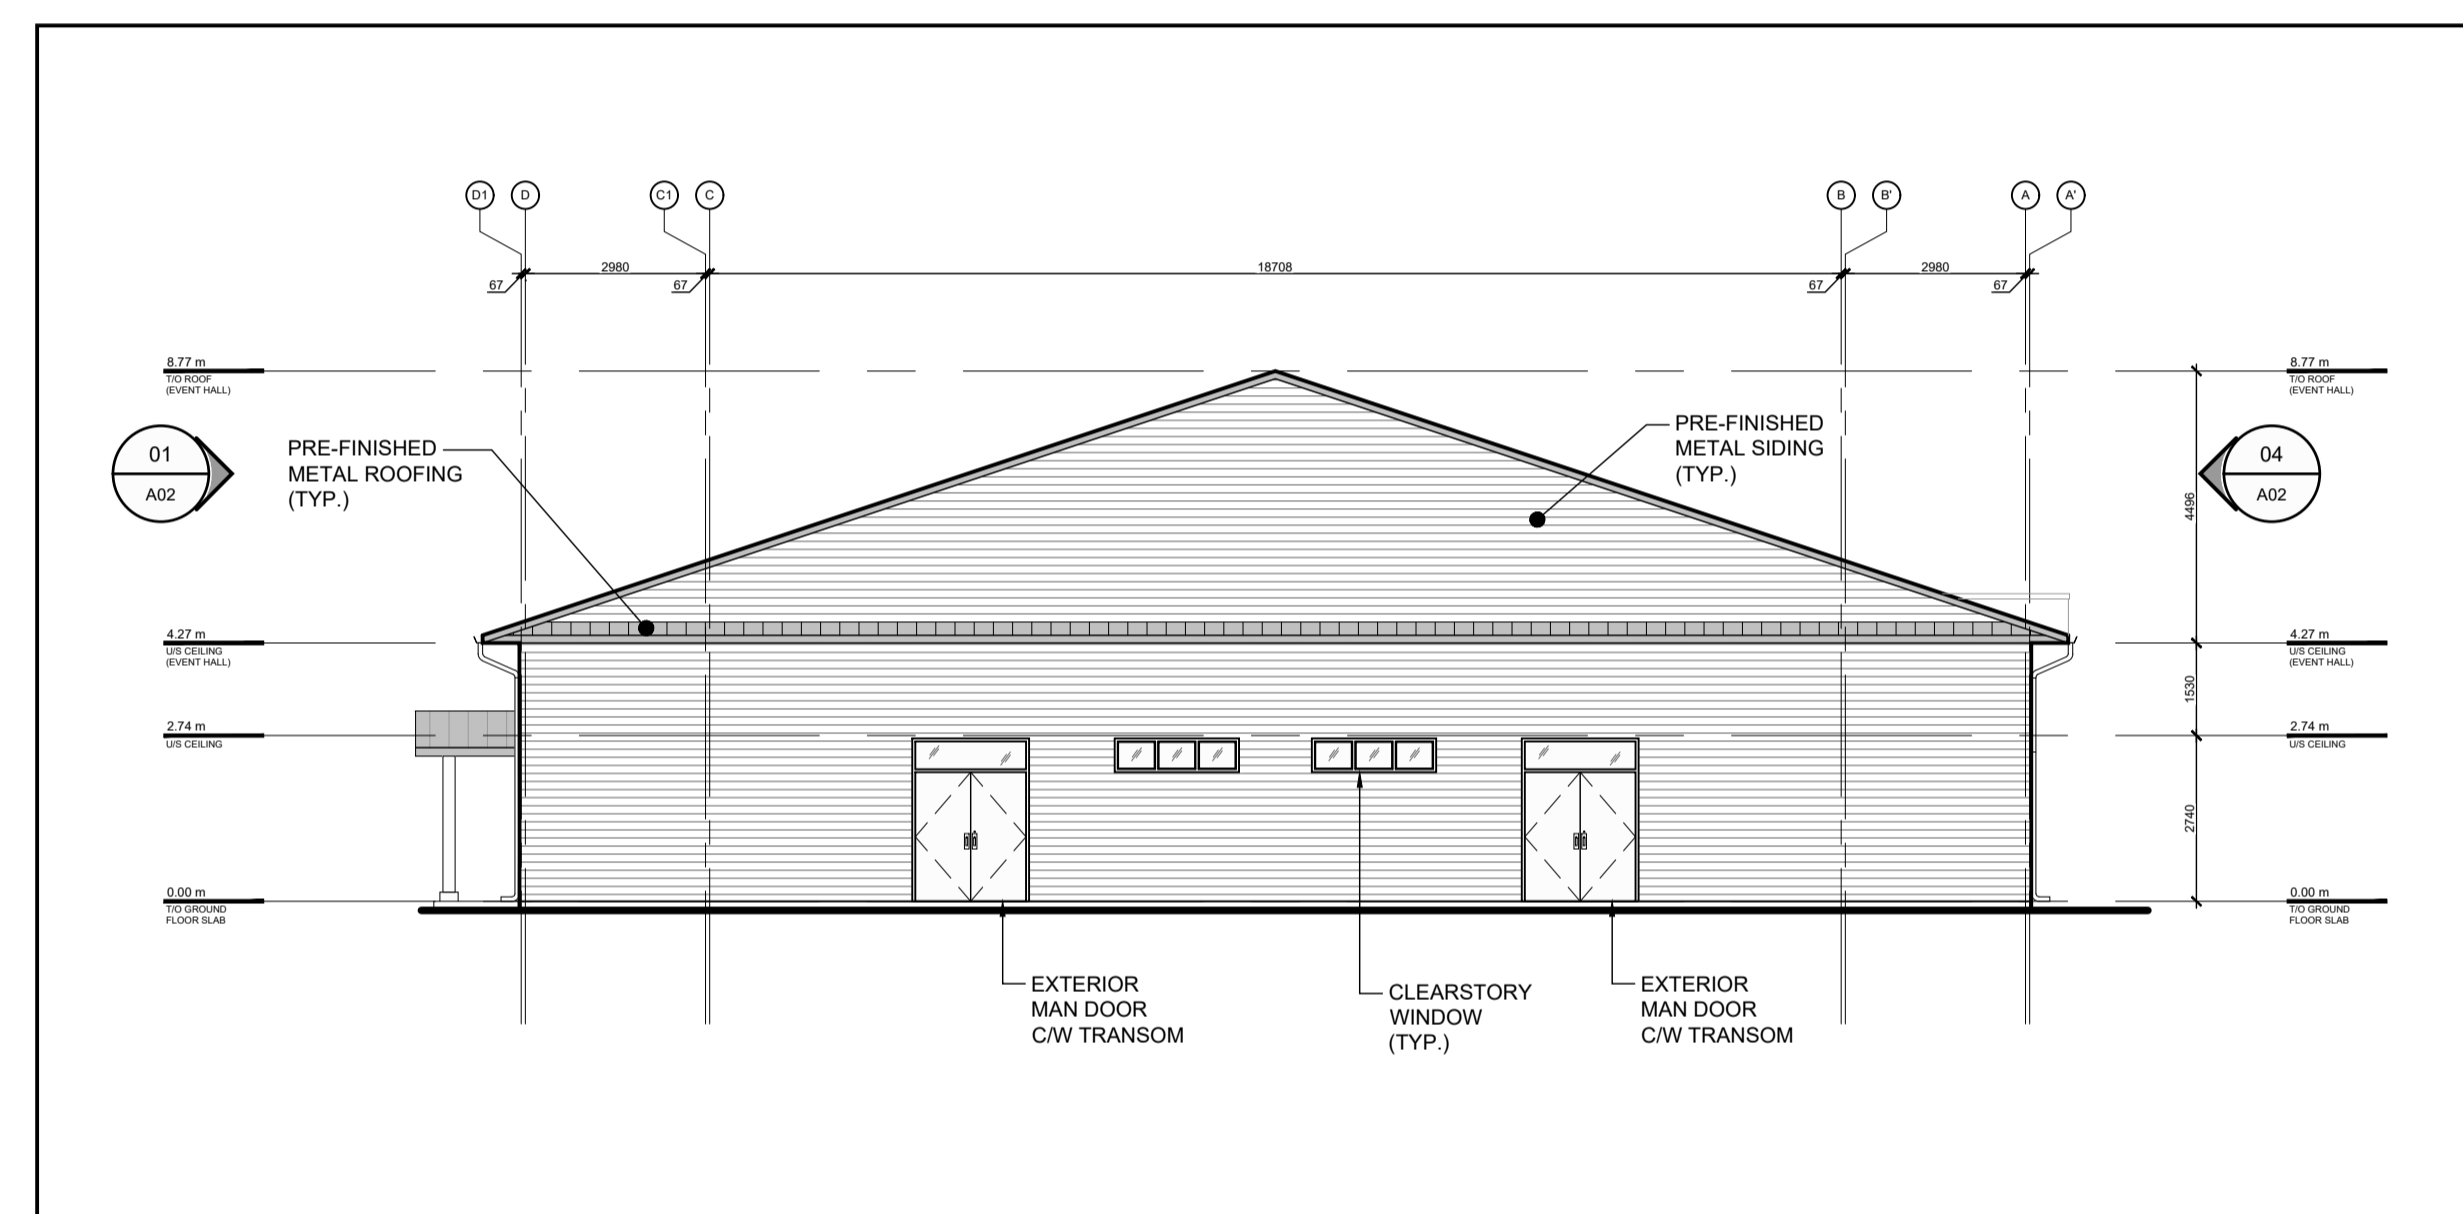 D1 D C1 C B B' A A'
2980 18708 2980
67 67 67 67
8.77 m
T/O ROOF
(EVENT HALL)
8.77 m
T/O ROOF
(EVENT HALL)
01
A02
PRE-FINISHED
METAL ROOFING
(TYP.)
PRE-FINISHED
METAL SIDING
(TYP.)
04
A02
4496
4.27 m
U/S CEILING
(EVENT HALL)
4.27 m
U/S CEILING
(EVENT HALL)
1530
2.74 m
U/S CEILING
2.74 m
U/S CEILING
2740
0.00 m
T/O GROUND
FLOOR SLAB
0.00 m
T/O GROUND
FLOOR SLAB
EXTERIOR
MAN DOOR
C/W TRANSOM
CLEARSTORY
WINDOW
(TYP.)
EXTERIOR
MAN DOOR
C/W TRANSOM